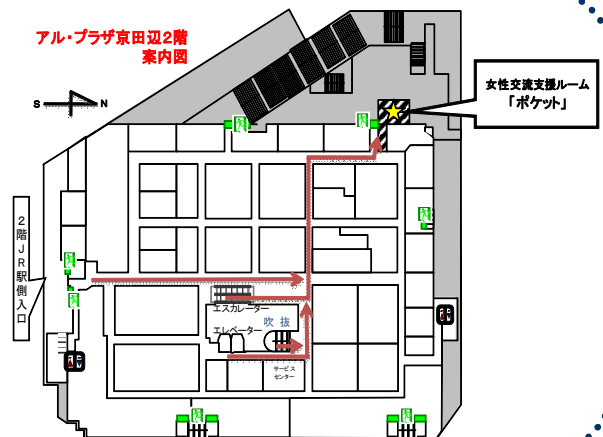 アル・プラザ京田辺2階
案内図
S N
女性交流支援ルーム
「ポケット」
2階JR駅側入口
エスカレーター
吹 抜
エレベーター
サービス
センター